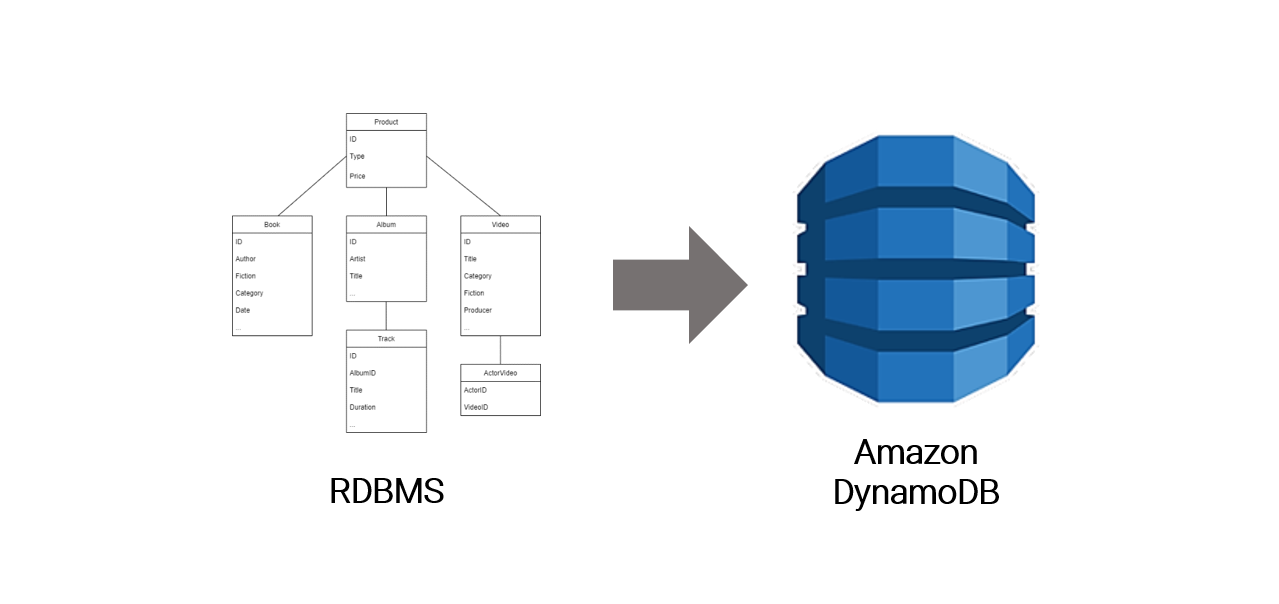 Product
ID
Type
Price
Book
ID
Author
Fiction
Category
Date
...
Album
ID
Artist
Title
...
Video
ID
Title
Category
Fiction
Producer
...
Track
ID
AlbumID
Title
Duration
...
ActorVideo
ActorID
VideoID
RDBMS
Amazon
DynamoDB